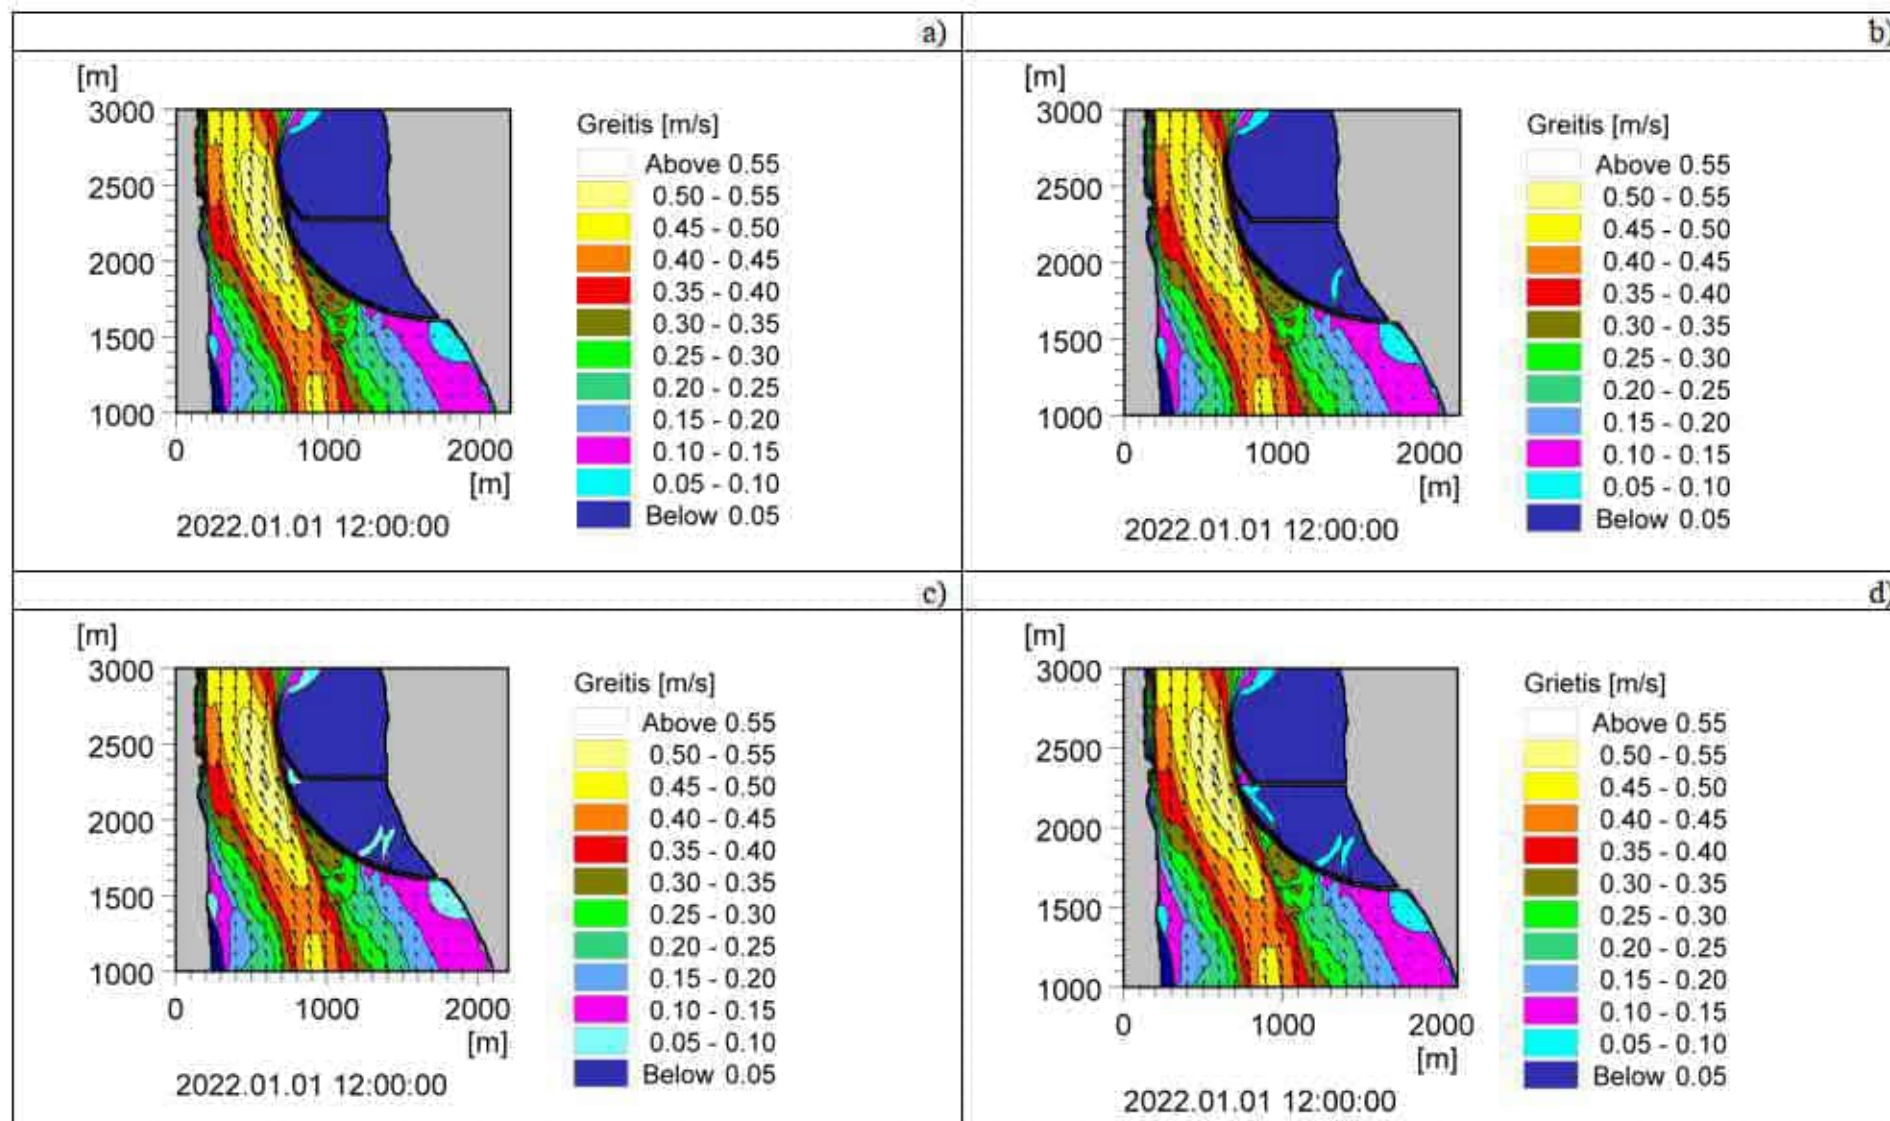 a)
[m]
3000
2500
2000
1500
1000
0 1000 2000
[m]
2022.01.01 12:00:00
Greitis [m/s]
Above 0.55
0.50 - 0.55
0.45 - 0.50
0.40 - 0.45
0.35 - 0.40
0.30 - 0.35
0.25 - 0.30
0.20 - 0.25
0.15 - 0.20
0.10 - 0.15
0.05 - 0.10
Below 0.05
b)
[m]
3000
2500
2000
1500
1000
0 1000 2000
[m]
2022.01.01 12:00:00
Greitis [m/s]
Above 0.55
0.50 - 0.55
0.45 - 0.50
0.40 - 0.45
0.35 - 0.40
0.30 - 0.35
0.25 - 0.30
0.20 - 0.25
0.15 - 0.20
0.10 - 0.15
0.05 - 0.10
Below 0.05
c)
[m]
3000
2500
2000
1500
1000
0 1000 2000
[m]
2022.01.01 12:00:00
Greitis [m/s]
Above 0.55
0.50 - 0.55
0.45 - 0.50
0.40 - 0.45
0.35 - 0.40
0.30 - 0.35
0.25 - 0.30
0.20 - 0.25
0.15 - 0.20
0.10 - 0.15
0.05 - 0.10
Below 0.05
d)
[m]
3000
2500
2000
1500
1000
0 1000 2000
[m]
2022.01.01 12:00:00
Grietis [m/s]
Above 0.55
0.50 - 0.55
0.45 - 0.50
0.40 - 0.45
0.35 - 0.40
0.30 - 0.35
0.25 - 0.30
0.20 - 0.25
0.15 - 0.20
0.10 - 0.15
0.05 - 0.10
Below 0.05